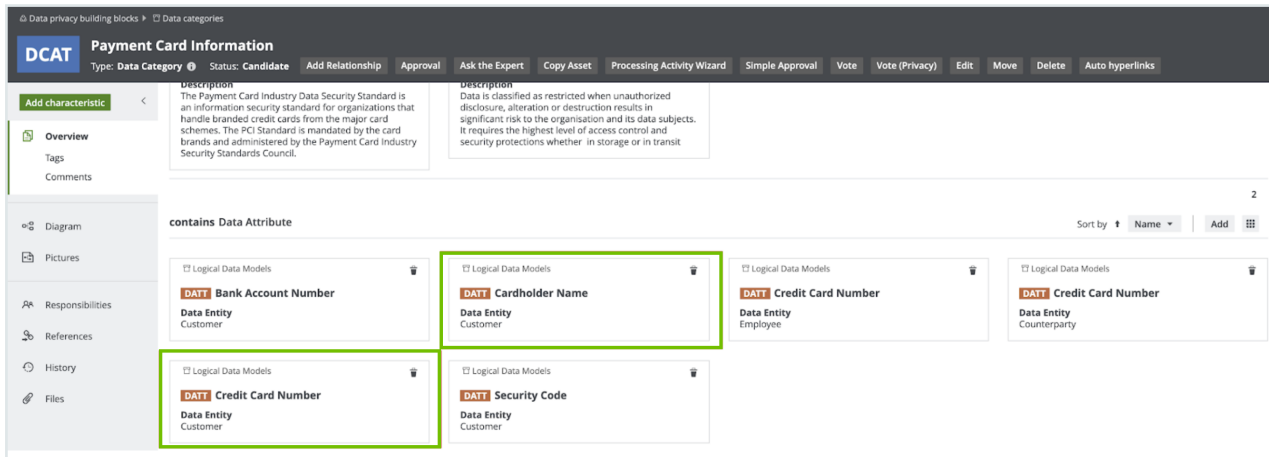 Data privacy building blocks Data categories
DCAT
Payment Card Information
Type: Data Category Status: Candidate Add Relationship Approval Ask the Expert Copy Asset Processing Activity Wizard Simple Approval Vote Vote (Privacy) Edit Move Delete Auto hyperlinks
Add characteristic
Overview
Tags
Comments
Diagram
Pictures
Responsibilities
References
History
Files
Description
The Payment Card Industry Data Security Standard is
an information security standard for organizations that
handle branded credit cards from the major card
schemes. The PCI Standard is mandated by the card
brands and administered by the Payment Card Industry
Security Standards Council.
Description
Data is classified as restricted when unauthorized
disclosure, alteration or destruction results in
significant risk to the organisation and its data subjects.
It requires the highest level of access control and
security protections whether in storage or in transit
2
contains Data Attribute
Sort by Name Add
Logical Data Models
DATT Bank Account Number
Data Entity
Customer
Logical Data Models
DATT Cardholder Name
Data Entity
Customer
Logical Data Models
DATT Credit Card Number
Data Entity
Employee
Logical Data Models
DATT Credit Card Number
Data Entity
Counterparty
Logical Data Models
DATT Credit Card Number
Data Entity
Customer
Logical Data Models
DATT Security Code
Data Entity
Customer